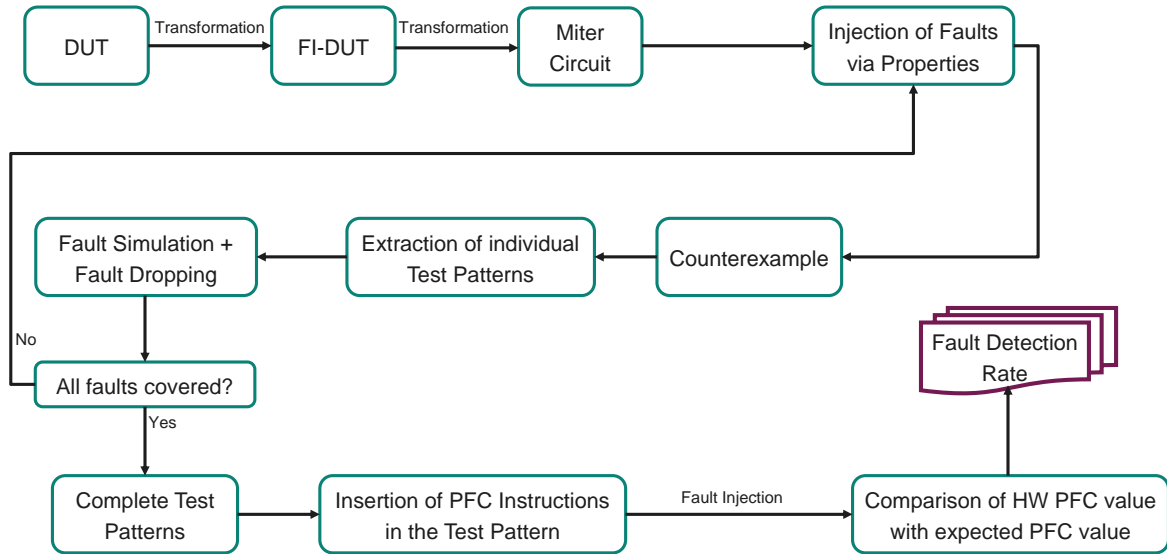 DUT
Transformation
FI-DUT
Transformation
Miter
Circuit
Injection of Faults
via Properties
Fault Simulation +
Fault Dropping
Extraction of individual
Test Patterns
Counterexample
No
All faults covered?
Yes
Fault Detection
Rate
Complete Test
Patterns
Insertion of PFC Instructions
in the Test Pattern
Fault Injection
Comparison of HW PFC value
with expected PFC value